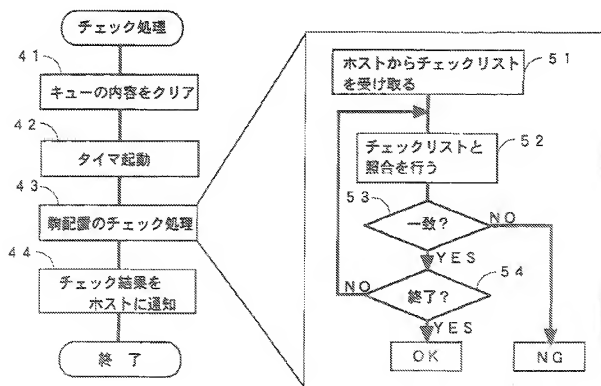 チェック処理
41
キューの内容をクリア
42
タイマ起動
43
駒配置のチェック処理
44
チェック結果を
ホストに通知
終 了
ホストからチェックリスト
を受け取る
51
チェックリストと
照合を行う
52
53
一致?
NO
YES
54
NO
終了?
YES
OK
NG